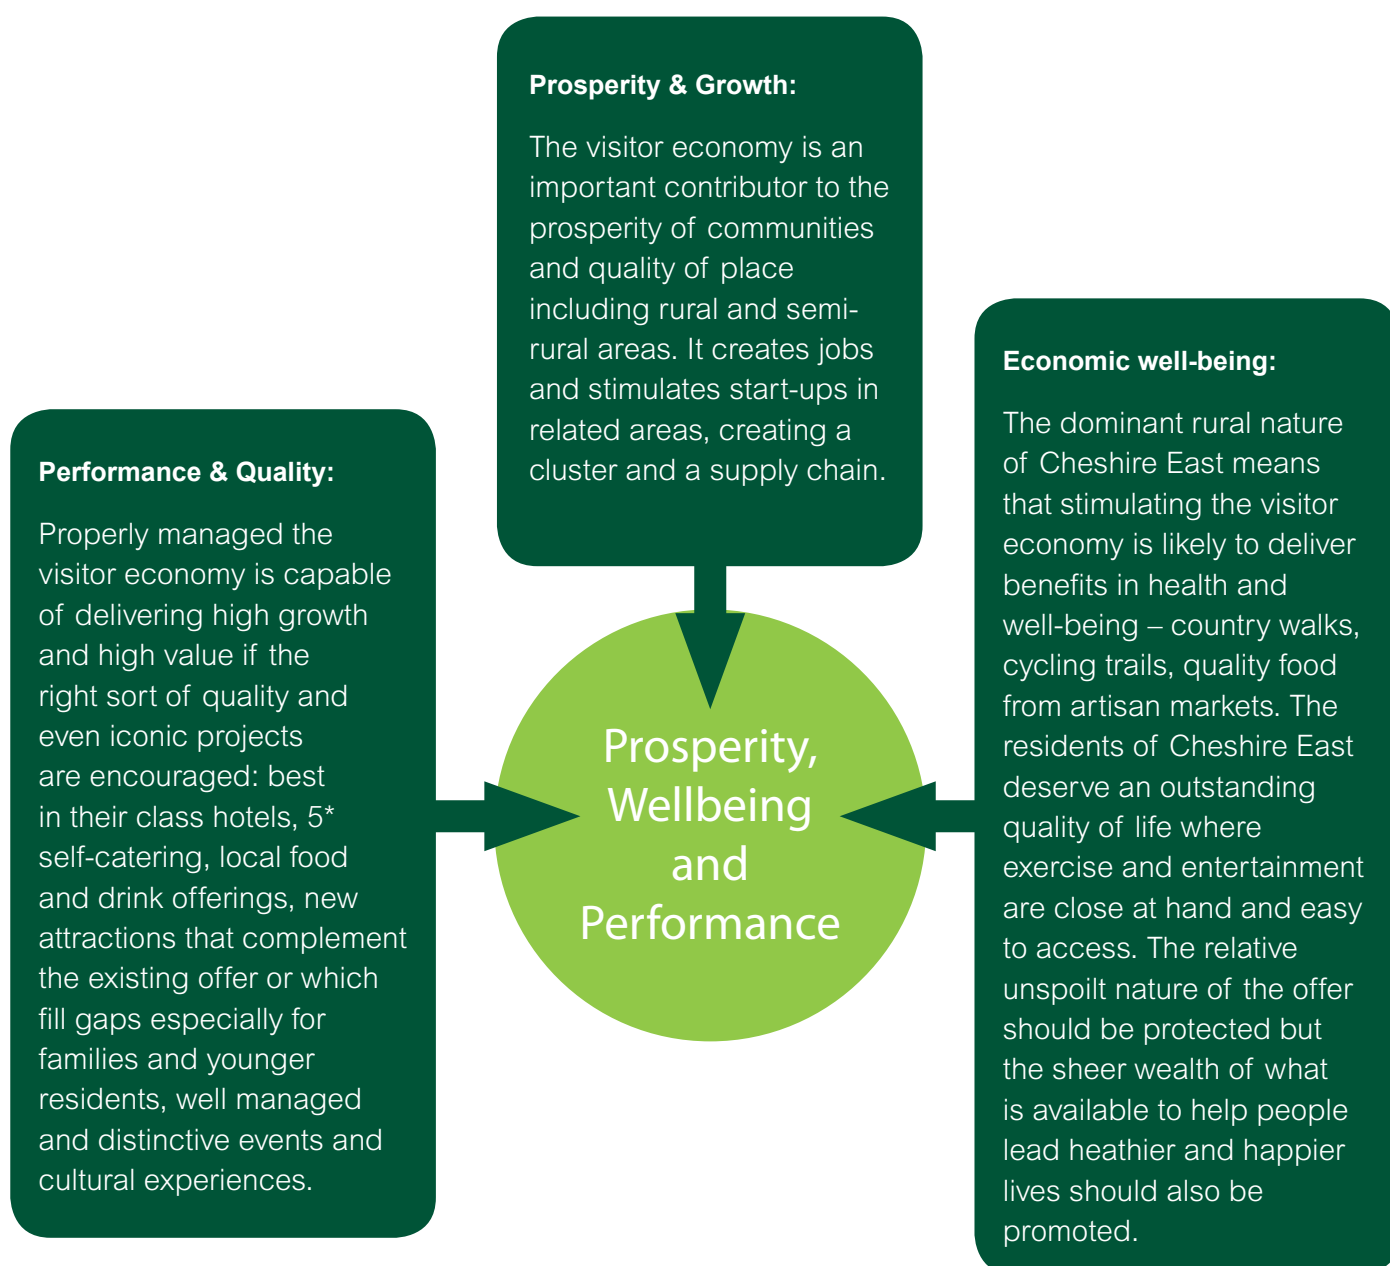 Prosperity & Growth:
The visitor economy is an
important contributor to the
prosperity of communities
and quality of place
including rural and semi-
rural areas. It creates jobs
and stimulates start-ups in
related areas, creating a
cluster and a supply chain.
Performance & Quality:
Properly managed the
visitor economy is capable
of delivering high growth
and high value if the
right sort of quality and
even iconic projects
are encouraged: best
in their class hotels, 5*
self-catering, local food
and drink offerings, new
attractions that complement
the existing offer or which
fill gaps especially for
families and younger
residents, well managed
and distinctive events and
cultural experiences.
Prosperity,
Wellbeing
and
Performance
Economic well-being:
The dominant rural nature
of Cheshire East means
that stimulating the visitor
economy is likely to deliver
benefits in health and
well-being – country walks,
cycling trails, quality food
from artisan markets. The
residents of Cheshire East
deserve an outstanding
quality of life where
exercise and entertainment
are close at hand and easy
to access. The relative
unspoilt nature of the offer
should be protected but
the sheer wealth of what
is available to help people
lead heathier and happier
lives should also be
promoted.